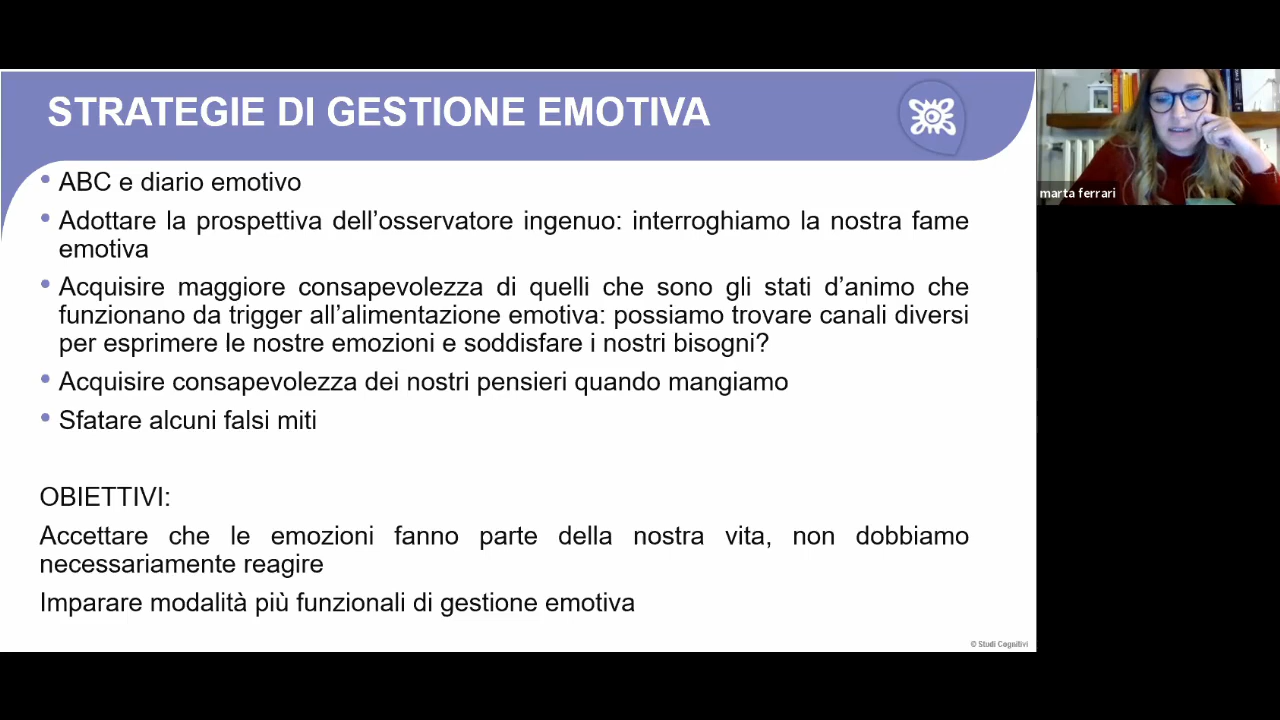 STRATEGIE DI GESTIONE EMOTIVA
• ABC e diario emotivo
• Adottare la prospettiva dell’osservatore ingenuo: interroghiamo la nostra fame
emotiva
• Acquisire maggiore consapevolezza di quelli che sono gli stati d’animo che
funzionano da trigger all’alimentazione emotiva: possiamo trovare canali diversi
per esprimere le nostre emozioni e soddisfare i nostri bisogni?
• Acquisire consapevolezza dei nostri pensieri quando mangiamo
• Sfatare alcuni falsi miti
OBIETTIVI:
Accettare che le emozioni fanno parte della nostra vita, non dobbiamo
necessariamente reagire
Imparare modalità più funzionali di gestione emotiva
© Studi Cognitivi
marta ferrari